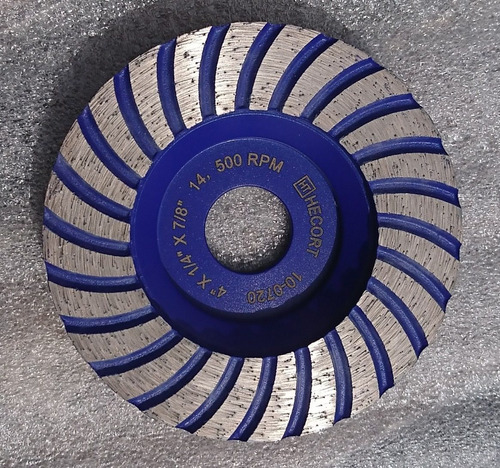 14, 500 RPM
HECORT
10-0720
4" X 1/4" X 7/8"